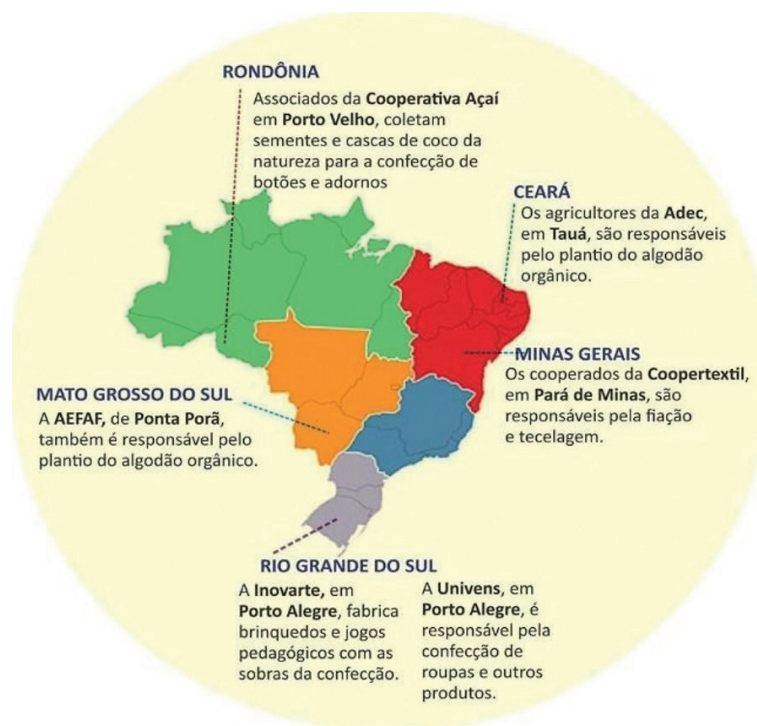 RONDÔNIA
Associados da Cooperativa Açaí
em Porto Velho, coletam
sementes e cascas de coco da
natureza para a confecção de
botões e adornos
CEARÁ
Os agricultores da Adec,
em Tauá, são responsáveis
pelo plantio do algodão
orgânico.
MINAS GERAIS
Os cooperados da Coopertextil,
em Pará de Minas, são
responsáveis pela fiação
e tecelagem.
MATO GROSSO DO SUL
A AEFAF, de Ponta Porã,
também é responsável pelo
plantio do algodão orgânico.
RIO GRANDE DO SUL
A Inovarte, em
Porto Alegre, fabrica
brinquedos e jogos
pedagógicos com as
sobras da confecção.
A Univens, em
Porto Alegre, é
responsável pela
confecção de
roupas e outros
produtos.